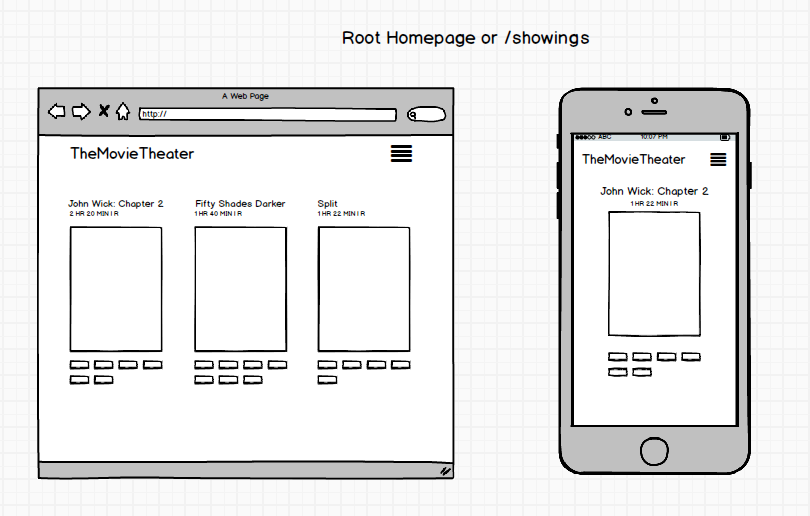 Root Homepage or /showings
A Web Page
http://
TheMovieTheater
John Wick: Chapter 2
2 HR 20 MIN I R
Fifty Shades Darker
1 HR 40 MIN I R
Split
1 HR 22 MIN I R
ABC 10:07 PM
TheMovieTheater
John Wick: Chapter 2
1 HR 22 MIN I R